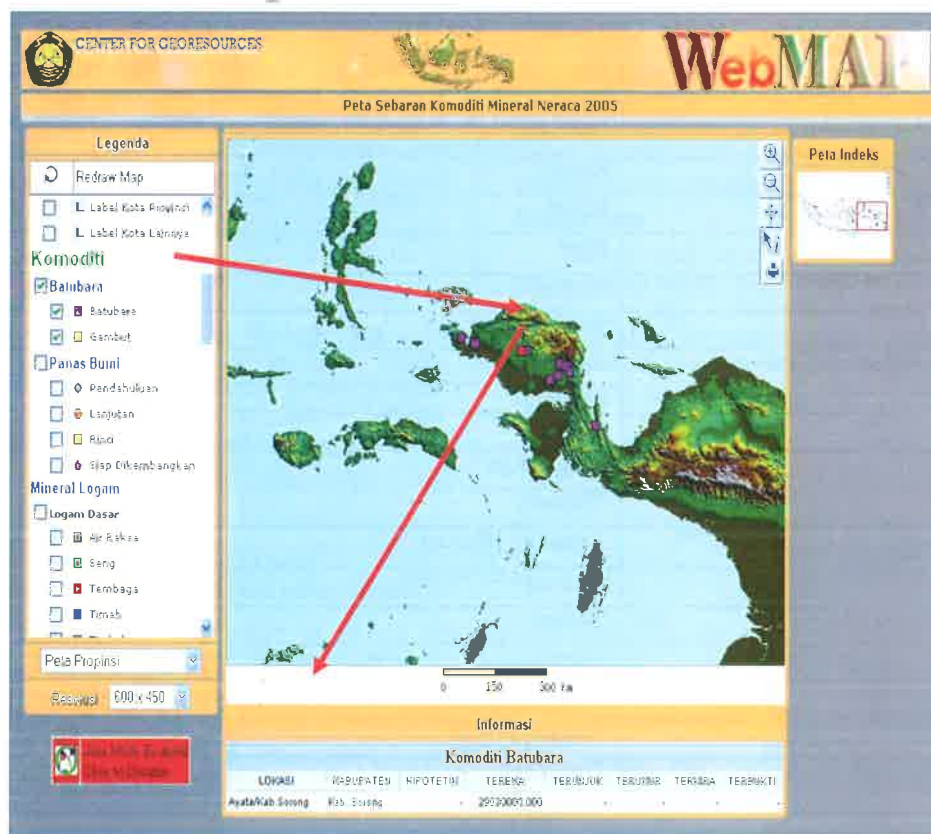 CENTER FOR GEORESOURCES
WebMAP
Peta Sebaran Komoditi Mineral Neraca 2005
Legenda
Redraw Map
L Label Kota Propinsi
L Label Kota Lainnya
Komoditi
Batubara
Batubara
Gambut
Panas Bumi
Pendahuluan
Lanjutan
Rinci
Siap Dikembangkan
Mineral Logam
Logam Dasar
Air Raksa
Seng
Tembaga
Timah
Peta Propinsi
Resolusi 600 x 450
Peta Indeks
0 150 300 Km
Informasi
Komoditi Batubara
LOKASI KABUPATEN HIPOTETIK TEREKA TERUNJUK TERUKUR TERKIRA TERBUKTI
Ayata/Kab.Sorong Kab. Sorong - - - - -